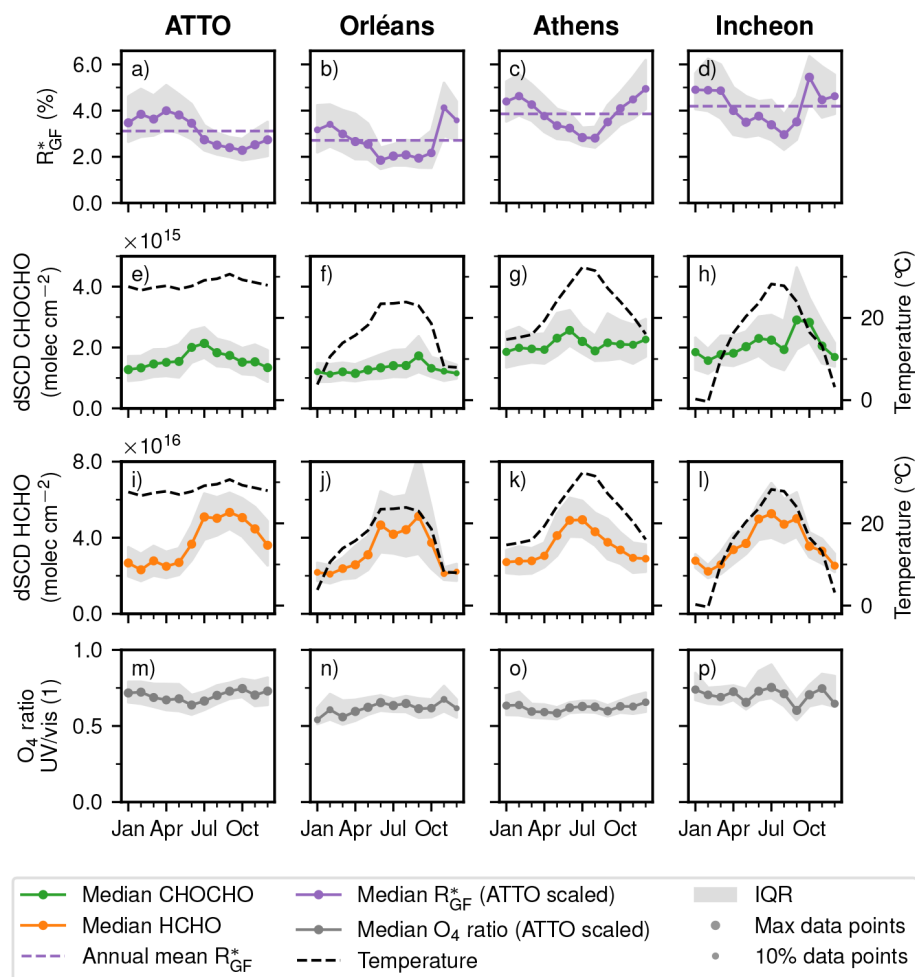 ATTO Orléans Athens Incheon
a) b) c) d)
6.0
4.0
2.0
0.0
R*GF (%)
×10^15
e) f) g) h)
4.0
2.0
0.0
dSCD CHOCHO
(molec cm−2)
20
0
Temperature (°C)
×10^16
i) j) k) l)
8.0
4.0
0.0
dSCD HCHO
(molec cm−2)
20
0
Temperature (°C)
m) n) o) p)
1.0
0.5
0.0
O4 ratio
UV/vis (1)
Jan Apr Jul Oct Jan Apr Jul Oct Jan Apr Jul Oct Jan Apr Jul Oct
Median CHOCHO
Median HCHO
Annual mean R*GF
Median R*GF (ATTO scaled)
Median O4 ratio (ATTO scaled)
Temperature
IQR
Max data points
10% data points